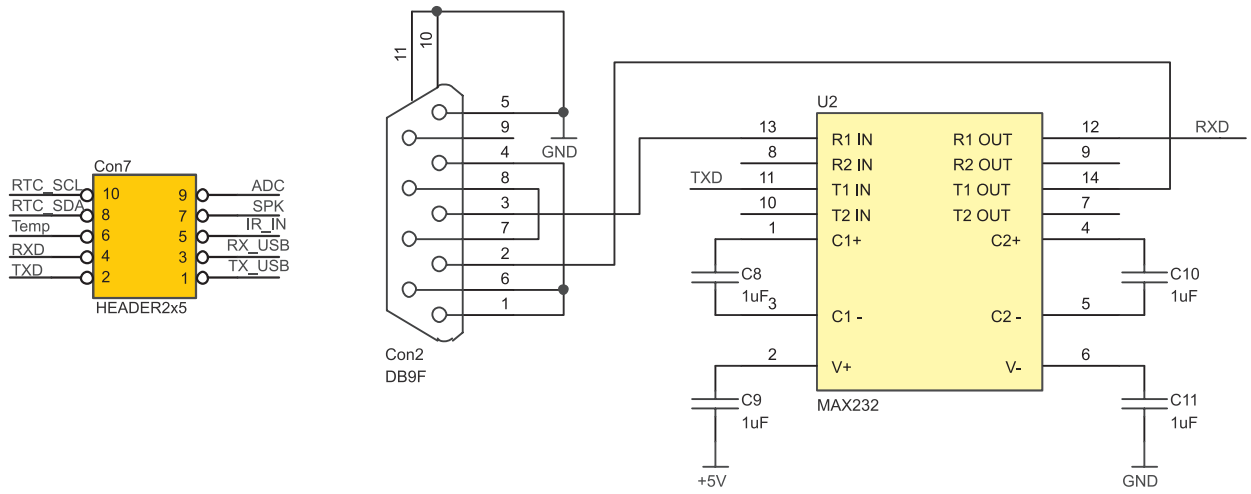 11
10
5
9
GND
4
8
3
7
2
6
1
Con2
DB9F
Con7
RTC_SCL 10 9 ADC
RTC_SDA 8 7 SPK
Temp 6 5 IR_IN
RXD 4 3 RX_USB
TXD 2 1 TX_USB
HEADER2x5
U2
13 R1 IN R1 OUT 12 RXD
8 R2 IN R2 OUT 9
TXD 11 T1 IN T1 OUT 14
10 T2 IN T2 OUT 7
1 C1+ C2+ 4
C8
1uF
C10
1uF
3 C1 - C2 - 5
2 V+ V- 6
MAX232
C9
1uF
C11
1uF
+5V
GND